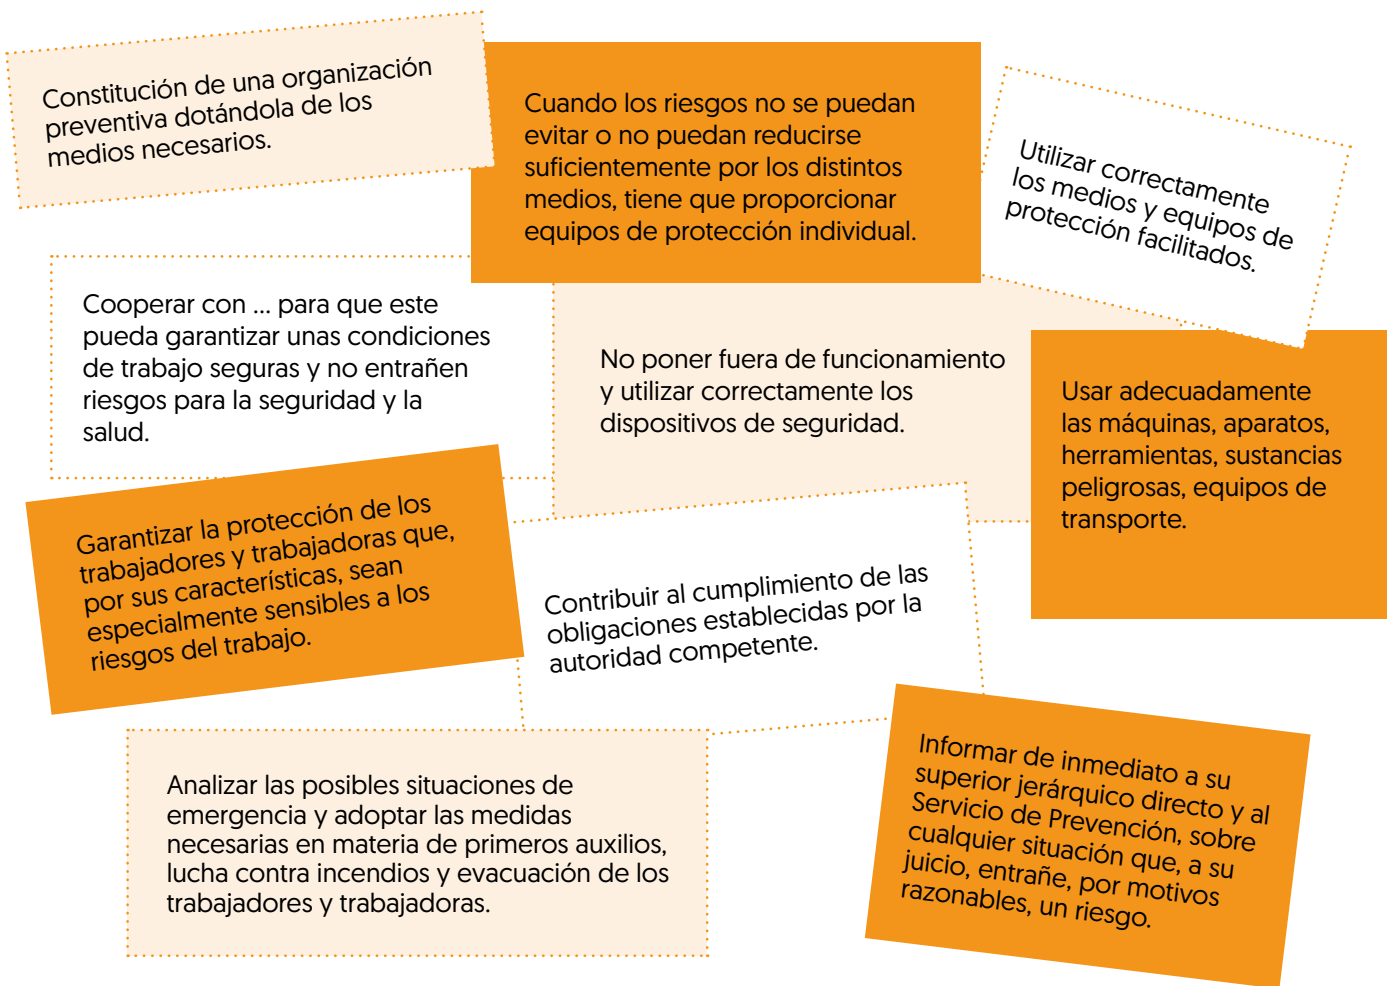 Constitución de una organización
preventiva dotándola de los
medios necesarios.
Cuando los riesgos no se puedan
evitar o no puedan reducirse
suficientemente por los distintos
medios, tiene que proporcionar
equipos de protección individual.
Utilizar correctamente
los medios y equipos de
protección facilitados.
Cooperar con ... para que este
pueda garantizar unas condiciones
de trabajo seguras y no entrañen
riesgos para la seguridad y la
salud.
No poner fuera de funcionamiento
y utilizar correctamente los
dispositivos de seguridad.
Usar adecuadamente
las máquinas, aparatos,
herramientas, sustancias
peligrosas, equipos de
transporte.
Garantizar la protección de los
trabajadores y trabajadoras que,
por sus características, sean
especialmente sensibles a los
riesgos del trabajo.
Contribuir al cumplimiento de las
obligaciones establecidas por la
autoridad competente.
Analizar las posibles situaciones de
emergencia y adoptar las medidas
necesarias en materia de primeros auxilios,
lucha contra incendios y evacuación de los
trabajadores y trabajadoras.
Informar de inmediato a su
superior jerárquico directo y al
Servicio de Prevención, sobre
cualquier situación que, a su
juicio, entrañe, por motivos
razonables, un riesgo.